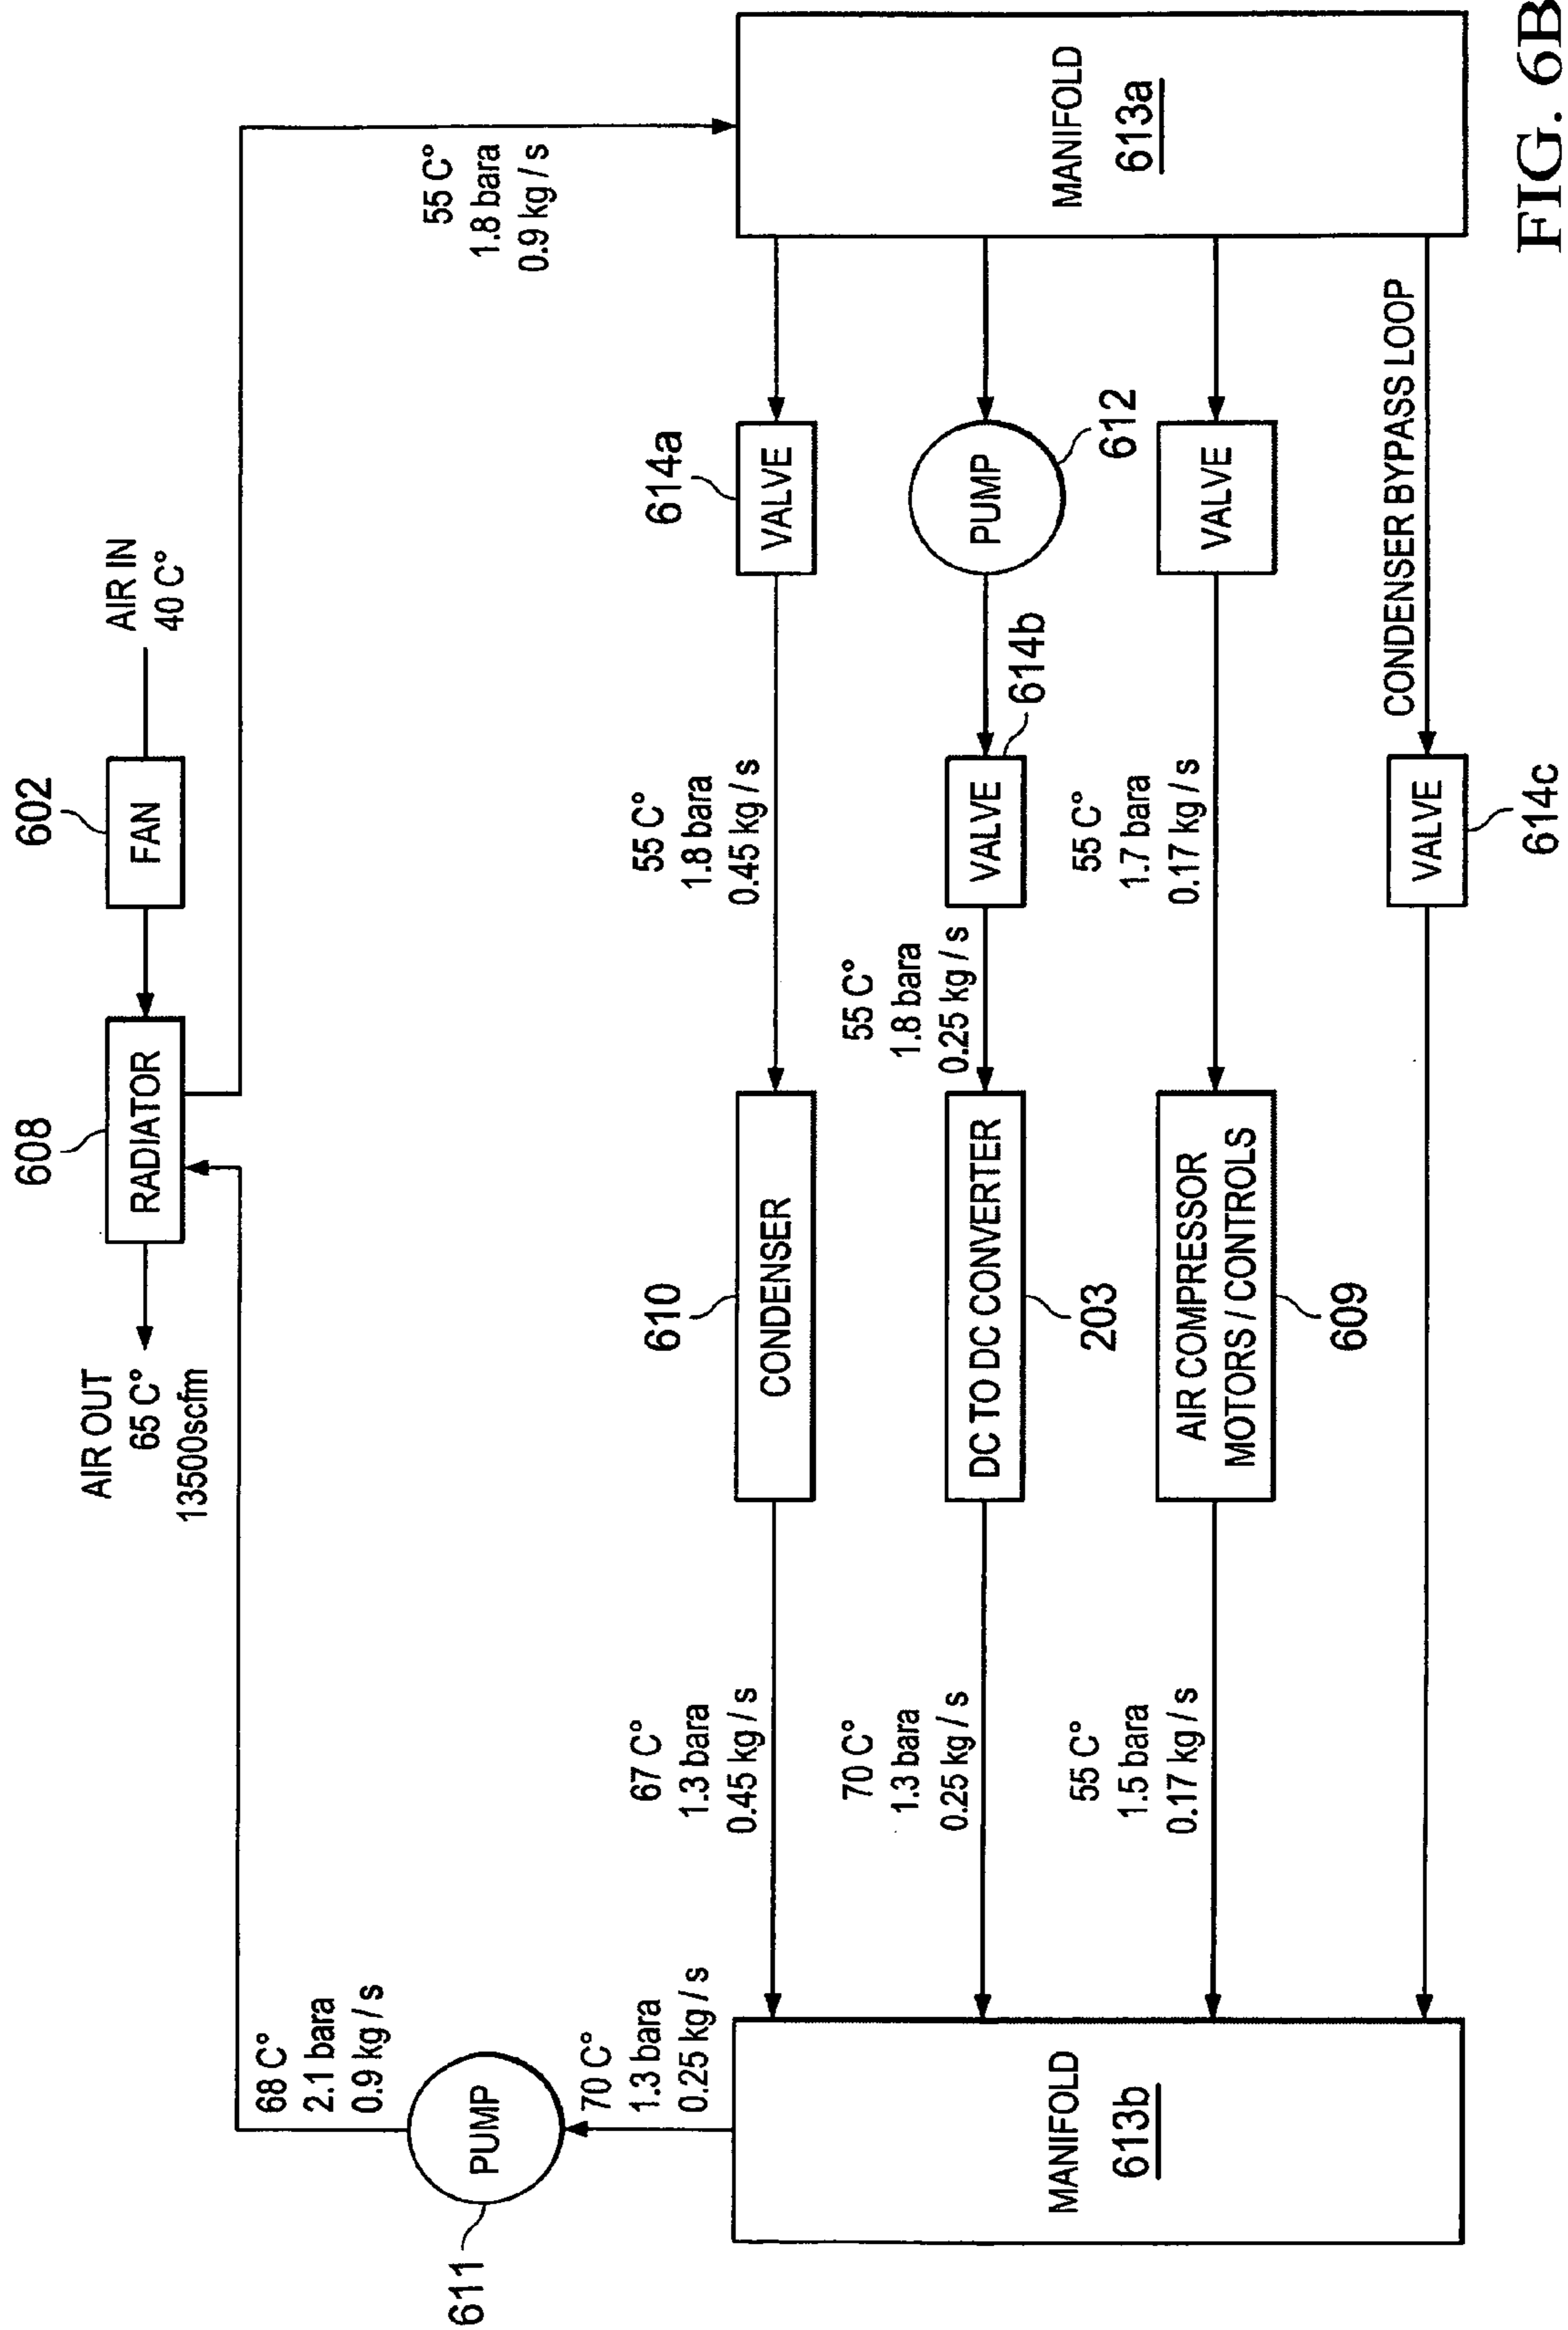 602
FAN
AIR IN
40 C°
608
RADIATOR
AIR OUT
65 C°
13500scfm
55 C°
1.8 bara
0.9 kg / s
68 C°
2.1 bara
0.9 kg / s
611
PUMP
70 C°
1.3 bara
0.25 kg / s
MANIFOLD
613b
MANIFOLD
613a
67 C°
1.3 bara
0.45 kg / s
610
CONDENSER
55 C°
1.8 bara
0.45 kg / s
614a
VALVE
70 C°
1.3 bara
0.25 kg / s
DC TO DC CONVERTER
203
55 C°
1.8 bara
0.25 kg / s
VALVE
614b
PUMP
612
55 C°
1.5 bara
0.17 kg / s
AIR COMPRESSOR
MOTORS / CONTROLS
609
55 C°
1.7 bara
0.17 kg / s
VALVE
VALVE
614c
CONDENSER BYPASS LOOP
FIG. 6B